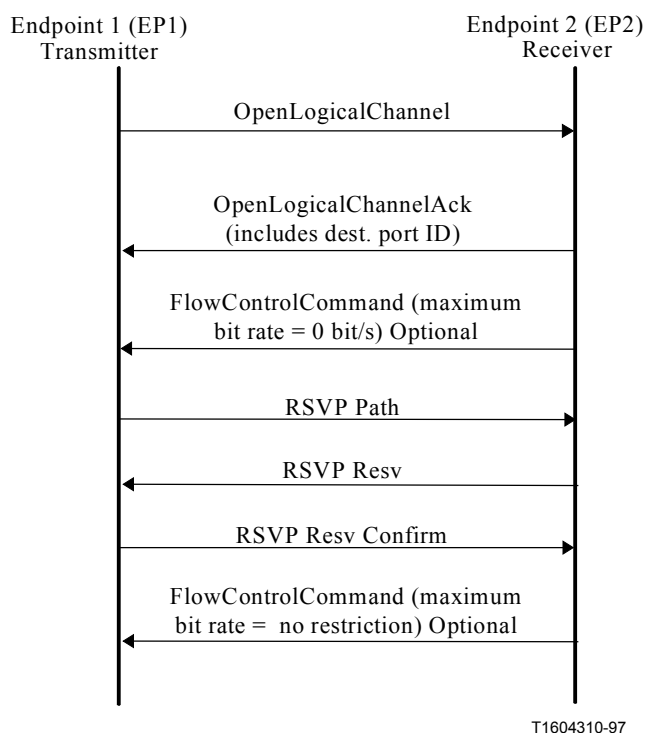 Endpoint 1 (EP1)
Transmitter
Endpoint 2 (EP2)
Receiver
OpenLogicalChannel
OpenLogicalChannelAck
(includes dest. port ID)
FlowControlCommand (maximum
bit rate = 0 bit/s) Optional
RSVP Path
RSVP Resv
RSVP Resv Confirm
FlowControlCommand (maximum
bit rate = no restriction) Optional
T1604310-97